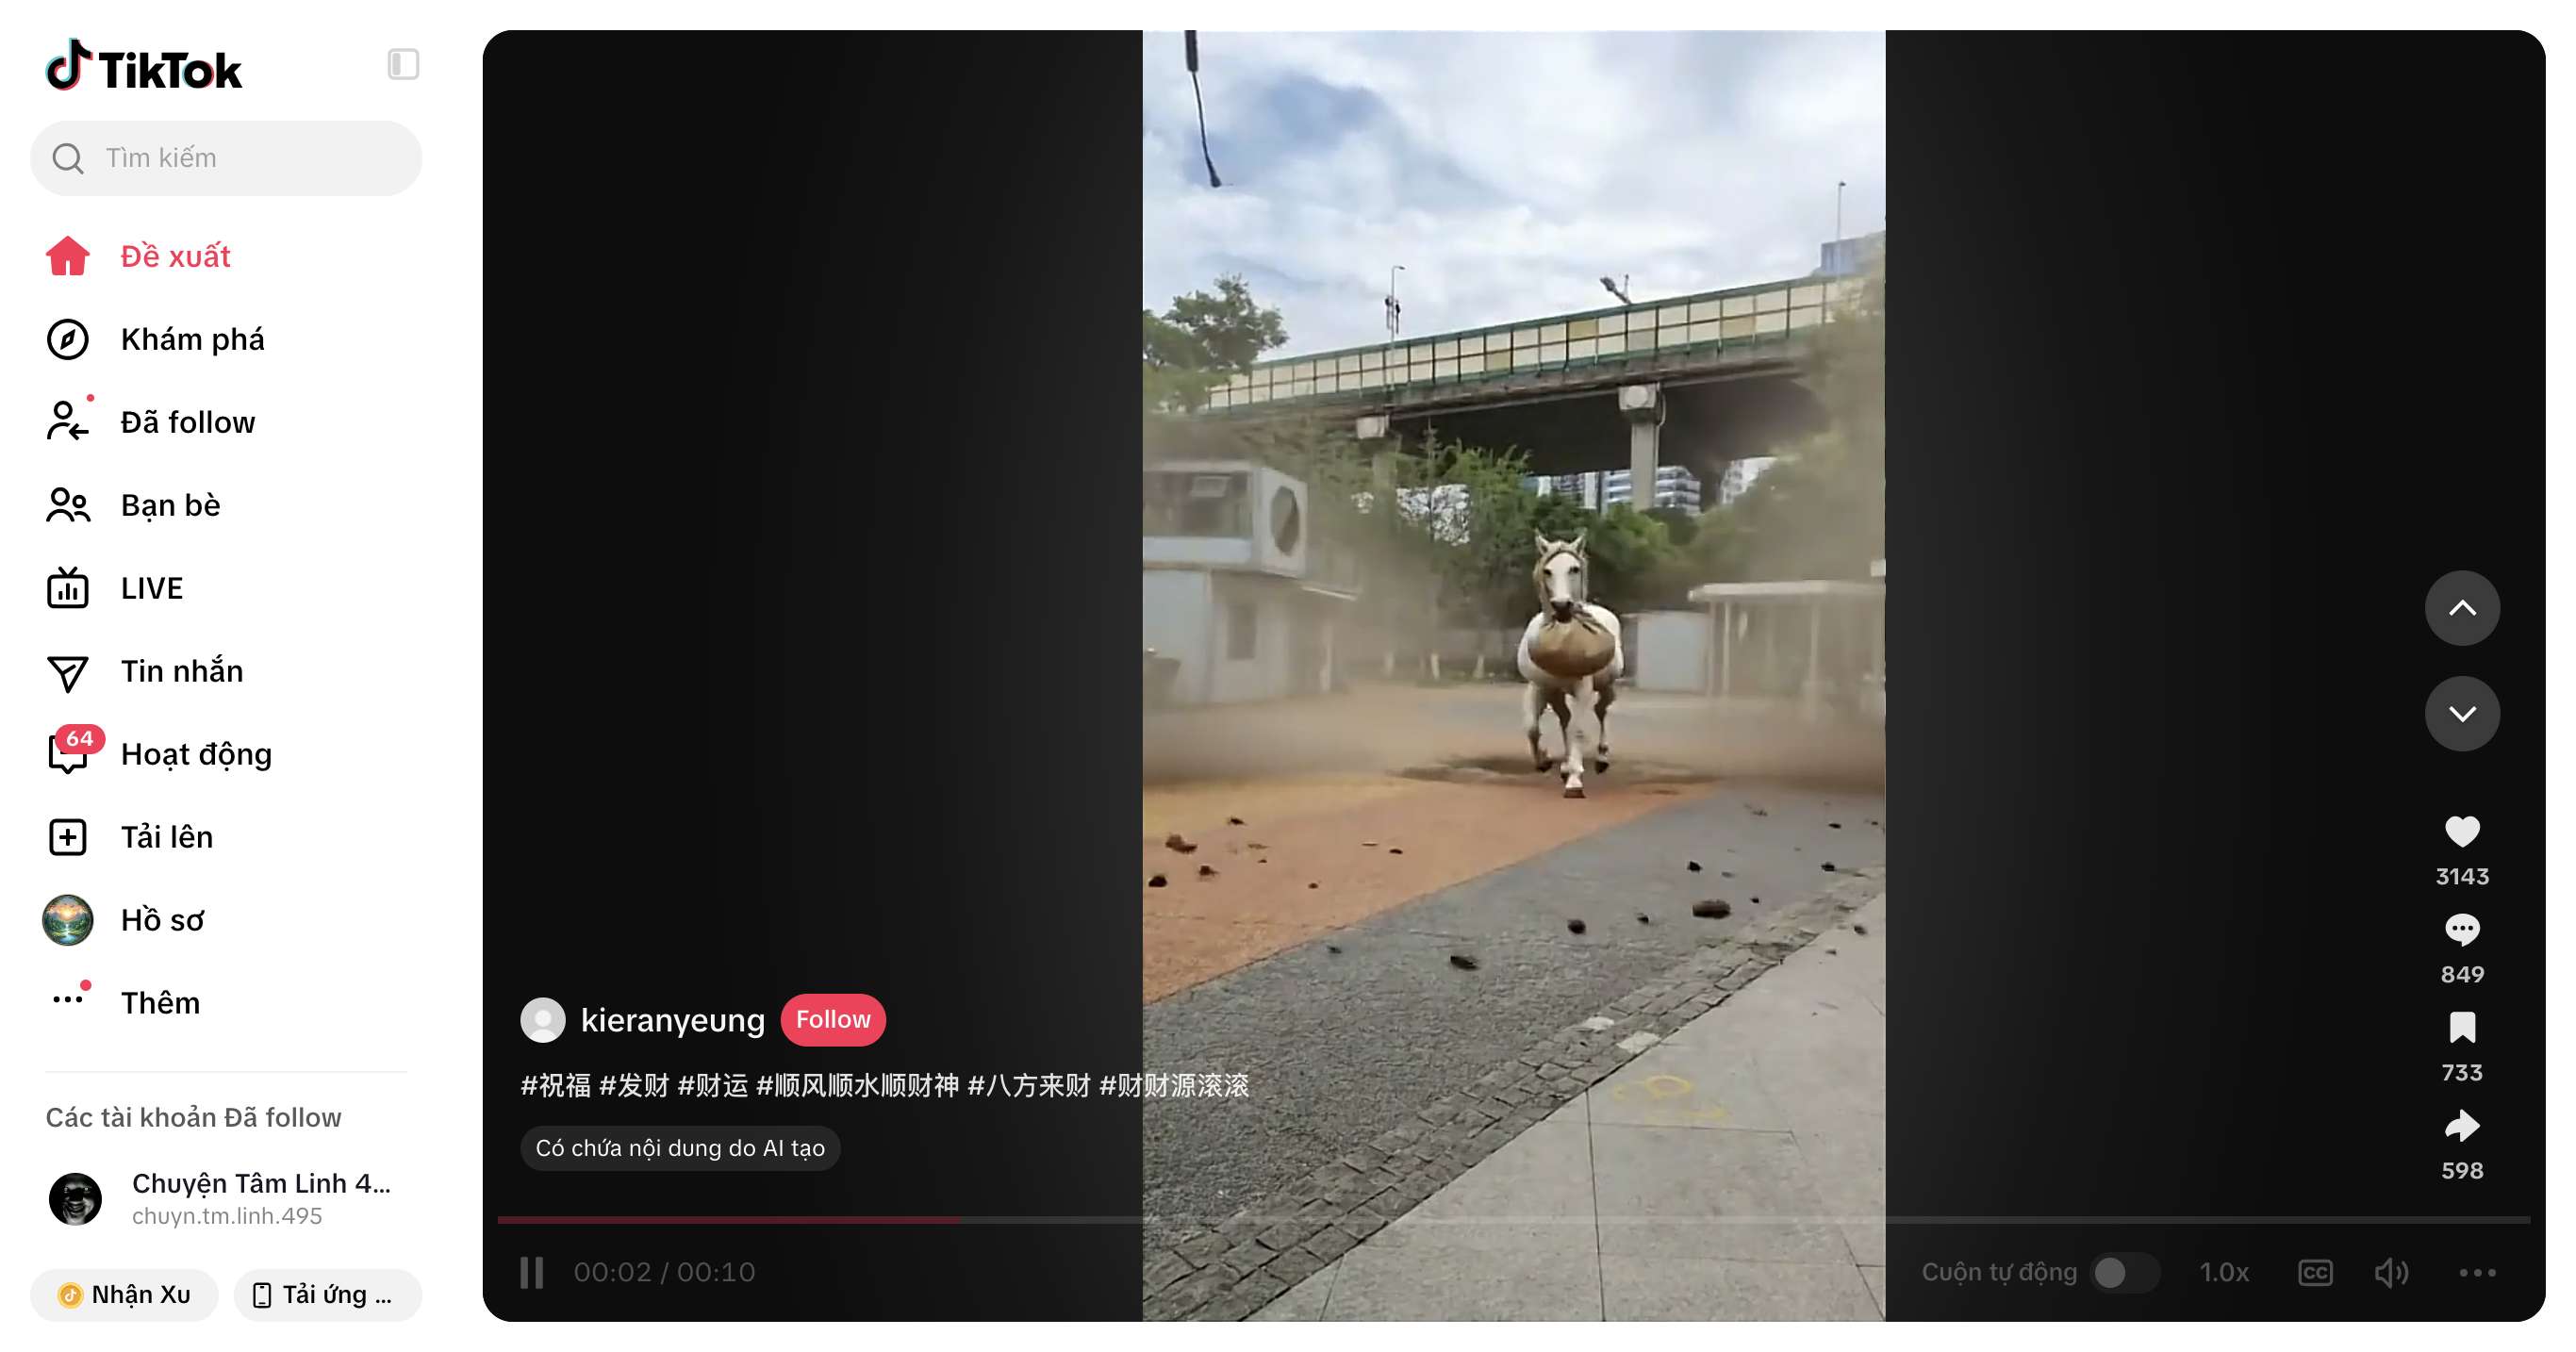 TikTok
Tìm kiếm
Đề xuất
Khám phá
Đã follow
Bạn bè
LIVE
Tin nhắn
64
Hoạt động
Tải lên
Hồ sơ
Thêm
Các tài khoản Đã follow
Chuyện Tâm Linh 4...
chuyn.tm.linh.495
Nhận Xu
Tải ứng ...
kieranyeung
Follow
#祝福 #发财 #财运 #顺风顺水顺财神 #八方来财 #财财源滚滚
Có chứa nội dung do AI tạo
00:02 / 00:10
3143
849
733
598
Cuộn tự động
1.0x
CC